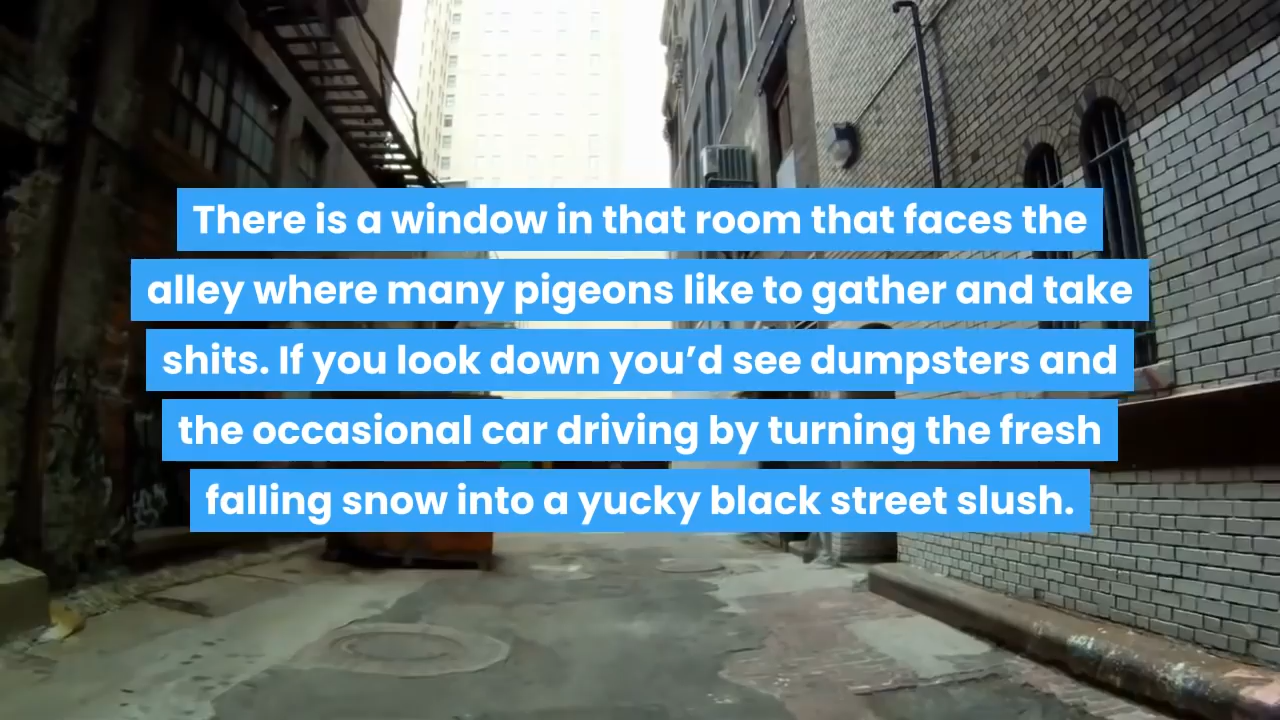 There is a window in that room that faces the
alley where many pigeons like to gather and take
shits. If you look down you’d see dumpsters and
the occasional car driving by turning the fresh
falling snow into a yucky black street slush.